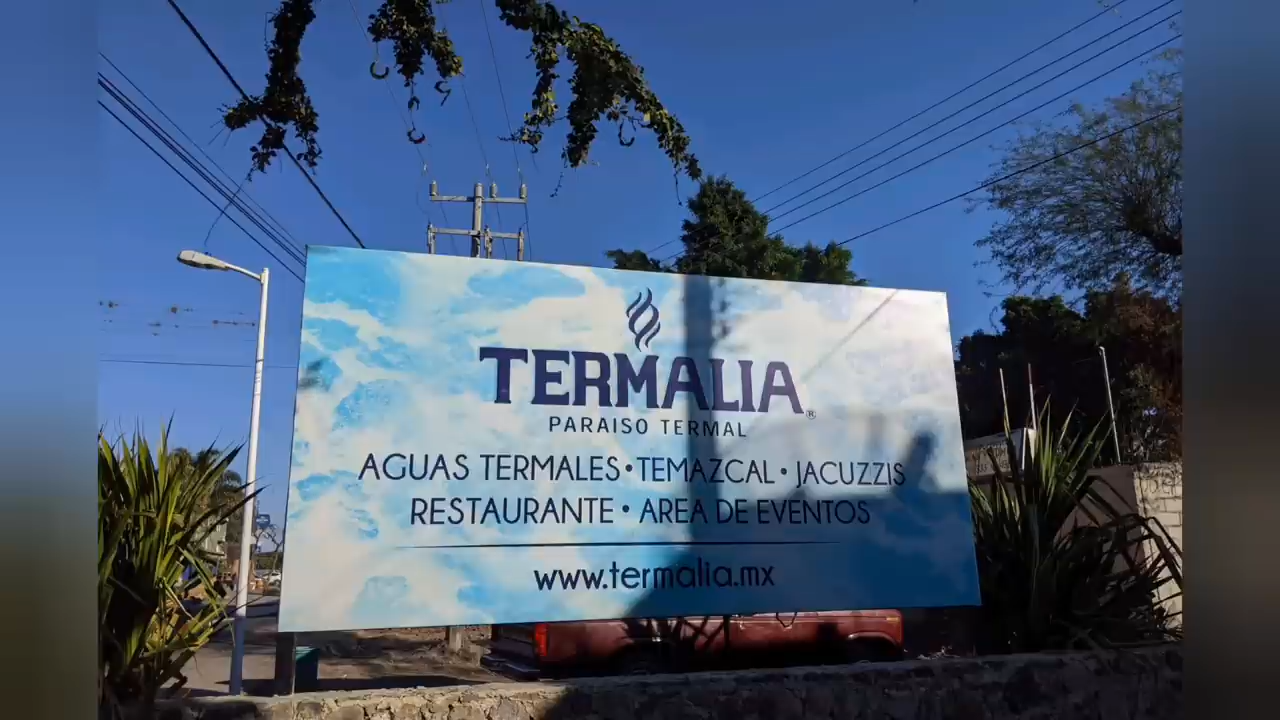 TERMALIA®
PARAISO TERMAL
AGUAS TERMALES • TEMAZCAL • JACUZZIS
RESTAURANTE • AREA DE EVENTOS
www.termalia.mx